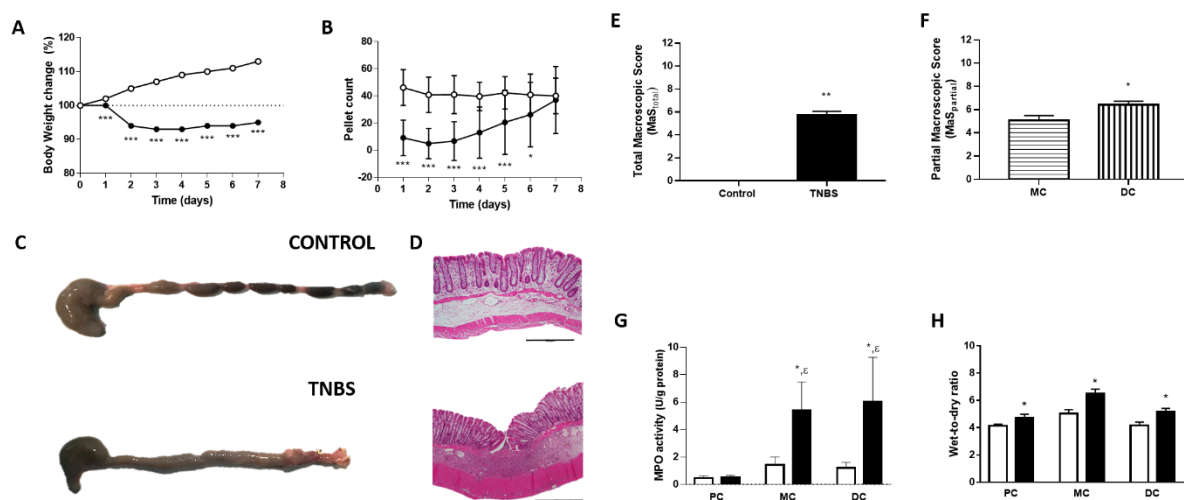 A
Body Weight change (%)
120
110
100
90
80
***
***
***
***
***
***
***
0 1 2 3 4 5 6 7 8
Time (days)
B
Pellet count
60
40
20
0
-20
***
***
***
***
***
*
0 1 2 3 4 5 6 7 8
Time (days)
E
Total Macroscopic Score
(MaStotal)
12
10
8
6
4
2
0
**
Control TNBS
F
Partial Macroscopic Score
(MaSpartial)
12
10
8
6
4
2
0
*
MC DC
C
CONTROL
TNBS
D
G
MPO activity (U/g protein)
10
8
6
4
2
0
*,ε
*,ε
PC MC DC
H
Wet-to-dry ratio
10
8
6
4
2
0
*
*
*
PC MC DC